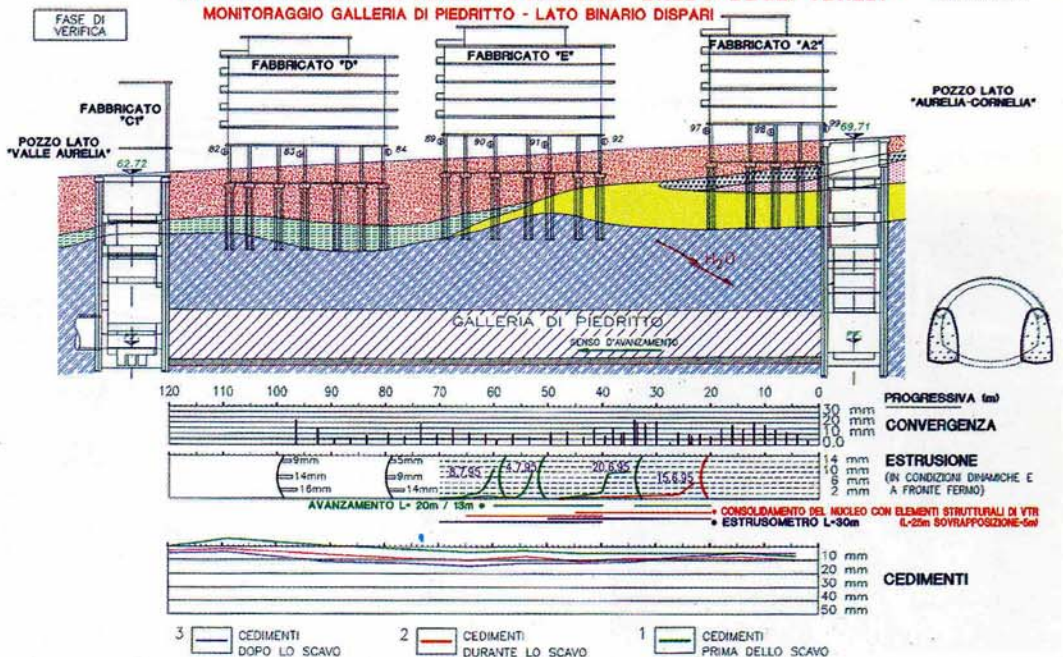 MONITORAGGIO GALLERIA DI PIEDRITTO - LATO BINARIO DISPARI
FASE DI
VERIFICA
FABBRICATO "D"
FABBRICATO "E"
FABBRICATO "A2"
FABBRICATO
"C1"
POZZO LATO
"VALLE AURELIA"
62.72
POZZO LATO
"AURELIA-CORNELIA"
69,71
82
83
84
89
90
91
92
97
98
99
H2O
GALLERIA DI PIEDRITTO
SENSO D'AVANZAMENTO
120 110 100 90 80 70 60 50 40 30 20 10 0
PROGRESSIVA (m)
30 mm
20 mm
10 mm
0.0
CONVERGENZA
9mm
14mm
16mm
5mm
9mm
14mm
8.7.95
4.7.95
20.6.95
15.6.95
14 mm
10 mm
6 mm
2 mm
ESTRUSIONE
(IN CONDIZIONI DINAMICHE E
A FRONTE FERMO)
AVANZAMENTO L= 20m / 13m
CONSOLIDAMENTO DEL NUCLEO CON ELEMENTI STRUTTURALI DI VTR
(L=25m SOVRAPPOSIZIONE=5m)
ESTRUSOMETRO L=30m
10 mm
20 mm
30 mm
40 mm
50 mm
CEDIMENTI
3 CEDIMENTI
DOPO LO SCAVO
2 CEDIMENTI
DURANTE LO SCAVO
1 CEDIMENTI
PRIMA DELLO SCAVO